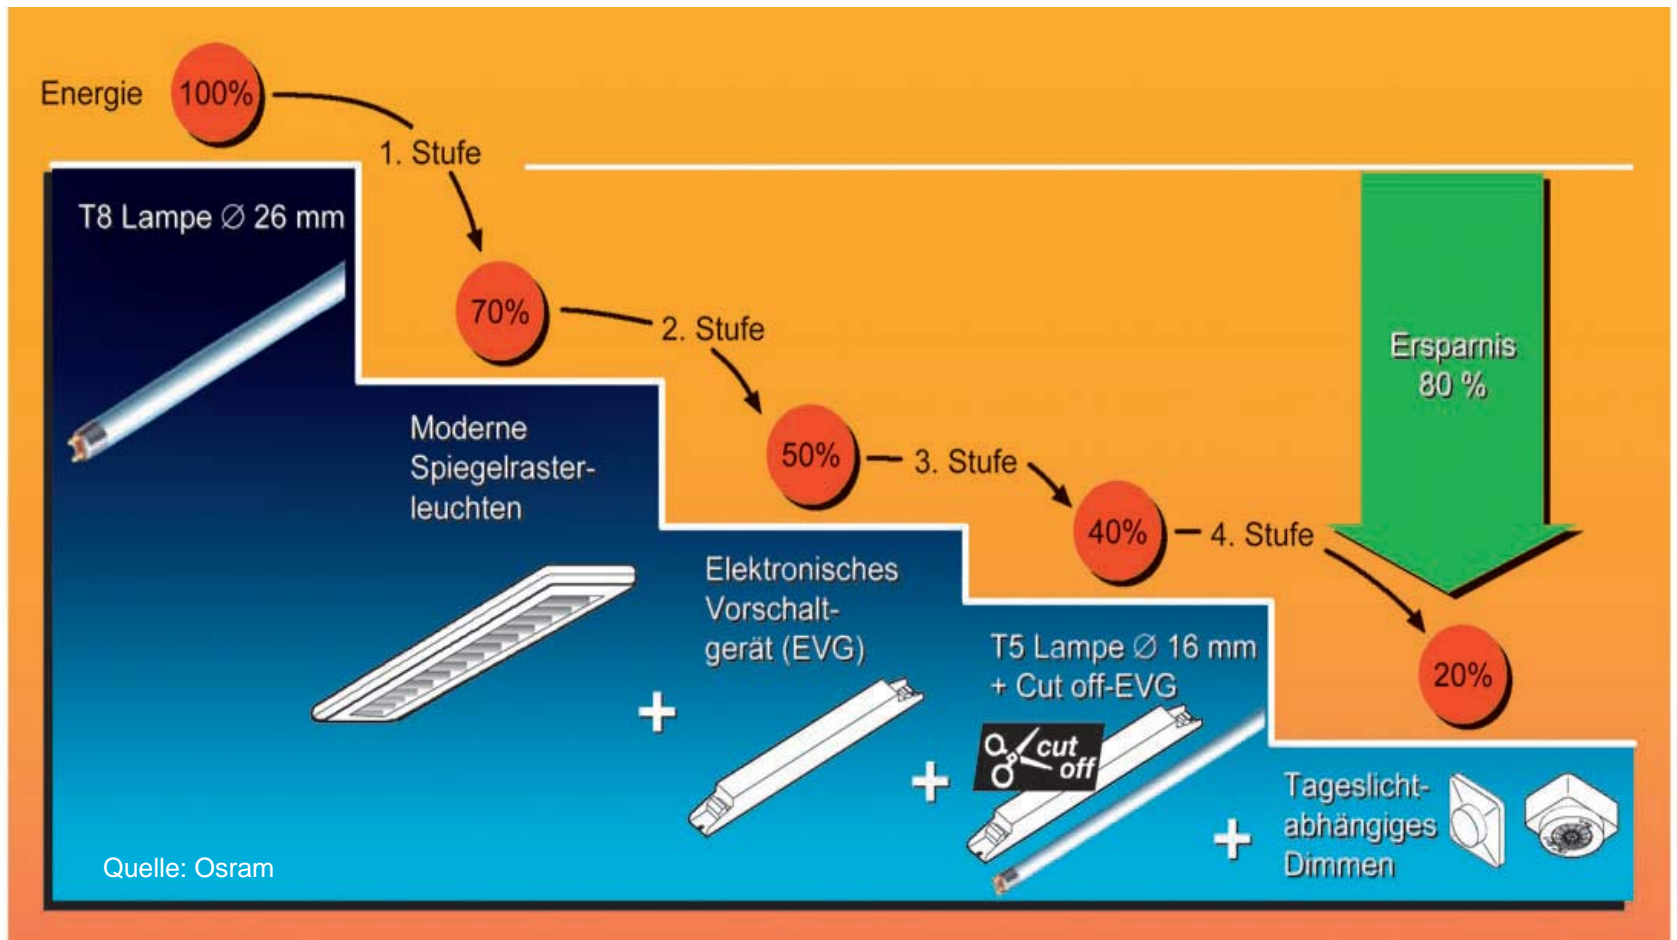 Energie 100%
1. Stufe
T8 Lampe ∅ 26 mm
70%
2. Stufe
Ersparnis
80 %
Moderne
Spiegelraster-
leuchten
50%
3. Stufe
40%
4. Stufe
Elektronisches
Vorschalt-
gerät (EVG)
T5 Lampe ∅ 16 mm
+ Cut off-EVG
20%
+
cut
off
+
Tageslicht-
abhängiges
Dimmen
+
Quelle: Osram